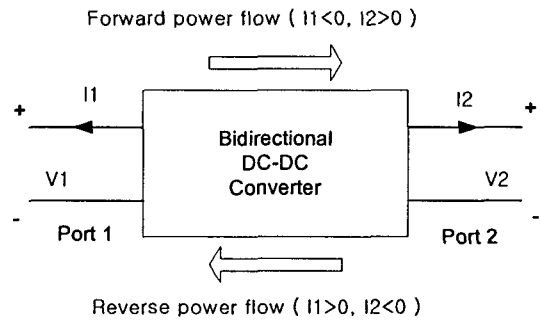 Forward power flow ( I1<0, I2>0 )
I1
I2
+
+
Bidirectional
DC-DC
Converter
V1
V2
-
-
Port 1
Port 2
Reverse power flow ( I1>0, I2<0 )